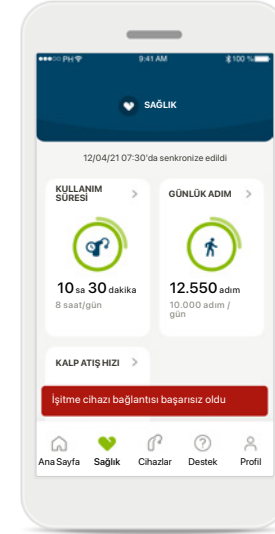 PH 9:41 AM 100 %
SAĞLIK
12/04/21 07:30'da senkronize edildi
KULLANIM
SÜRESİ
10 sa 30 dakika
8 saat/gün
GÜNLÜK ADIM
12.550 adım
10.000 adım /
gün
KALP ATIŞ HIZI
İşitme cihazı bağlantısı başarısız oldu
Ana Sayfa Sağlık Cihazlar Destek Profil